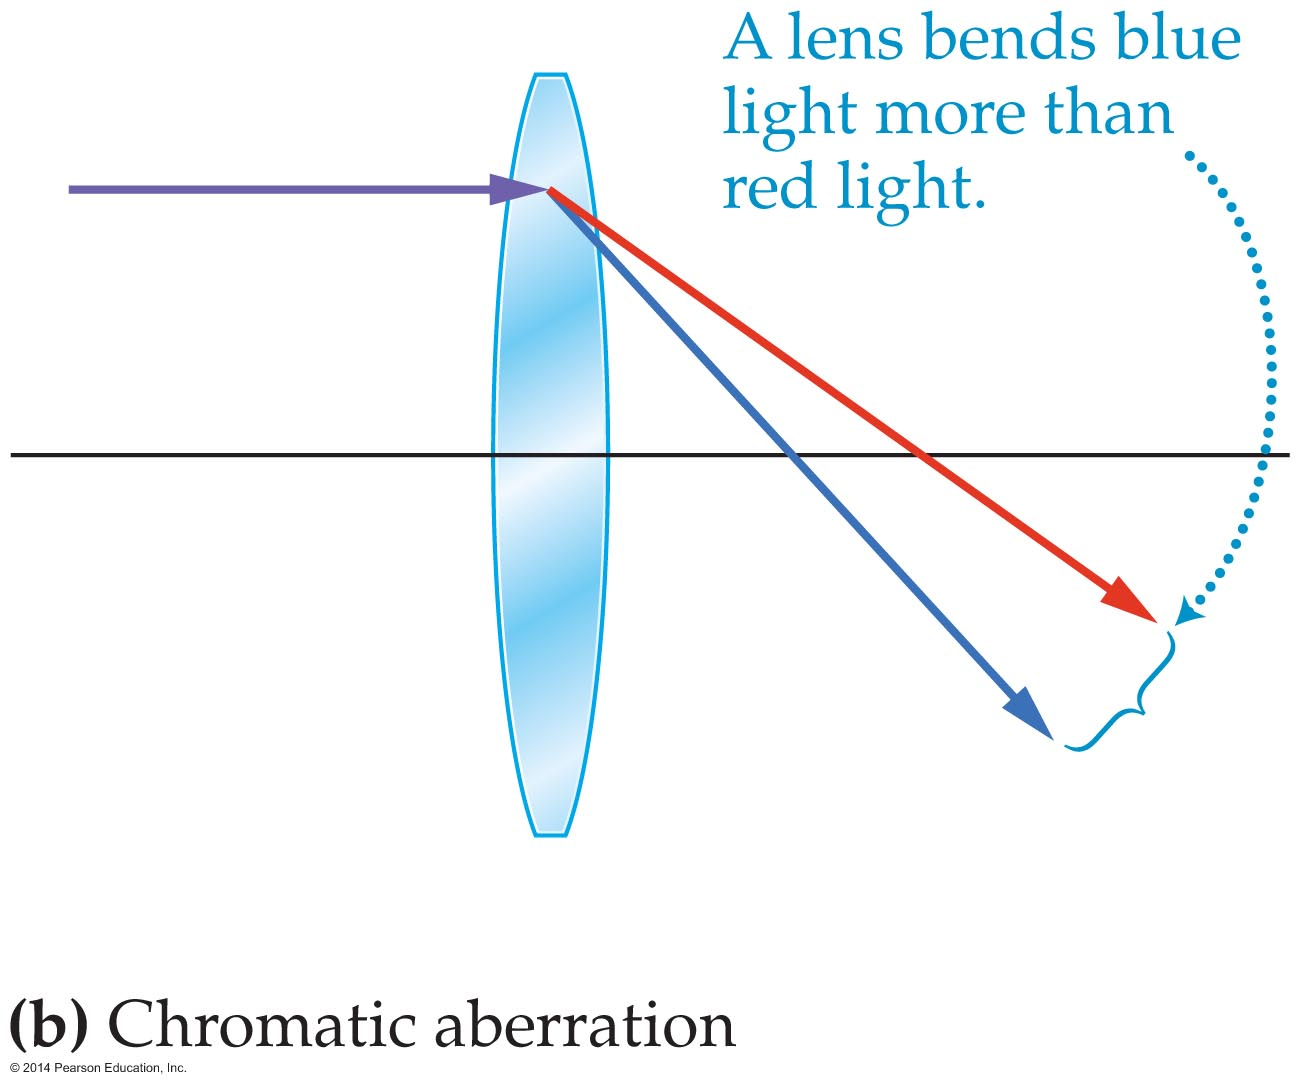 A lens bends blue
light more than
red light.
(b) Chromatic aberration
© 2014 Pearson Education, Inc.